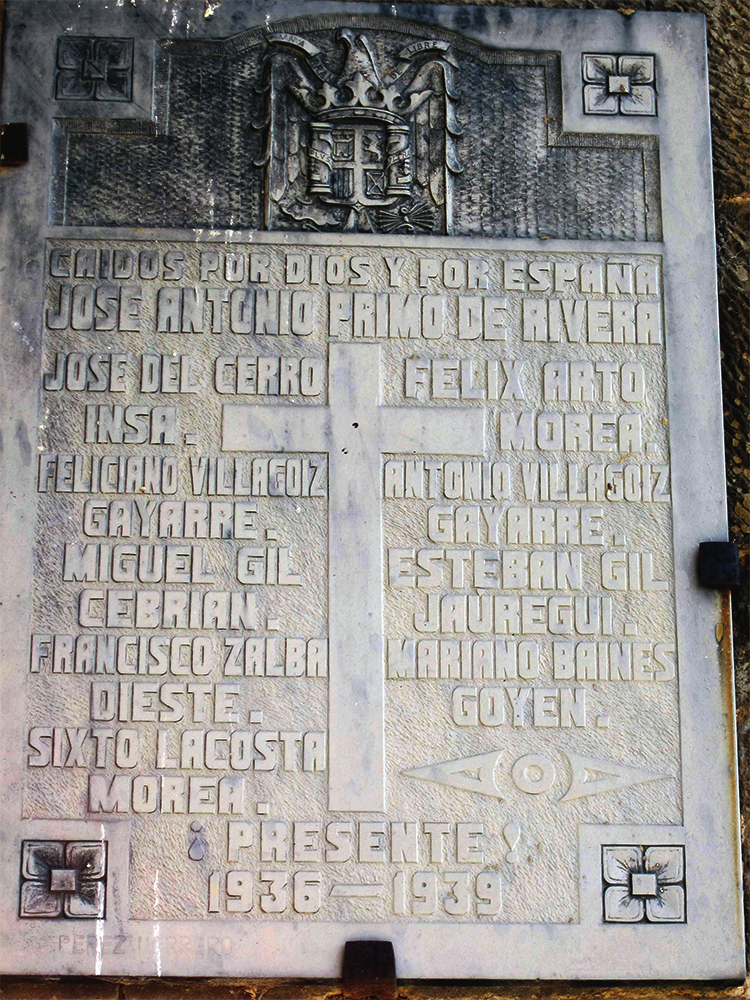 UNA
LIBRE
CAIDOS POR DIOS Y POR ESPAÑA
JOSE ANTONIO PRIMO DE RIVERA
JOSE DEL CERRO
INSA.
FELICIANO VILLAGOIZ
GAYARRE.
MIGUEL GIL
CEBRIAN.
FRANCISCO ZALBA
DIESTE.
SIXTO LACOSTA
MOREA.
FELIX ARTO
MOREA.
ANTONIO VILLAGOIZ
GAYARRE.
ESTEBAN GIL
JAUREGUI.
MARIANO BAINES
GOYEN.
¡PRESENTE!
1936-1939